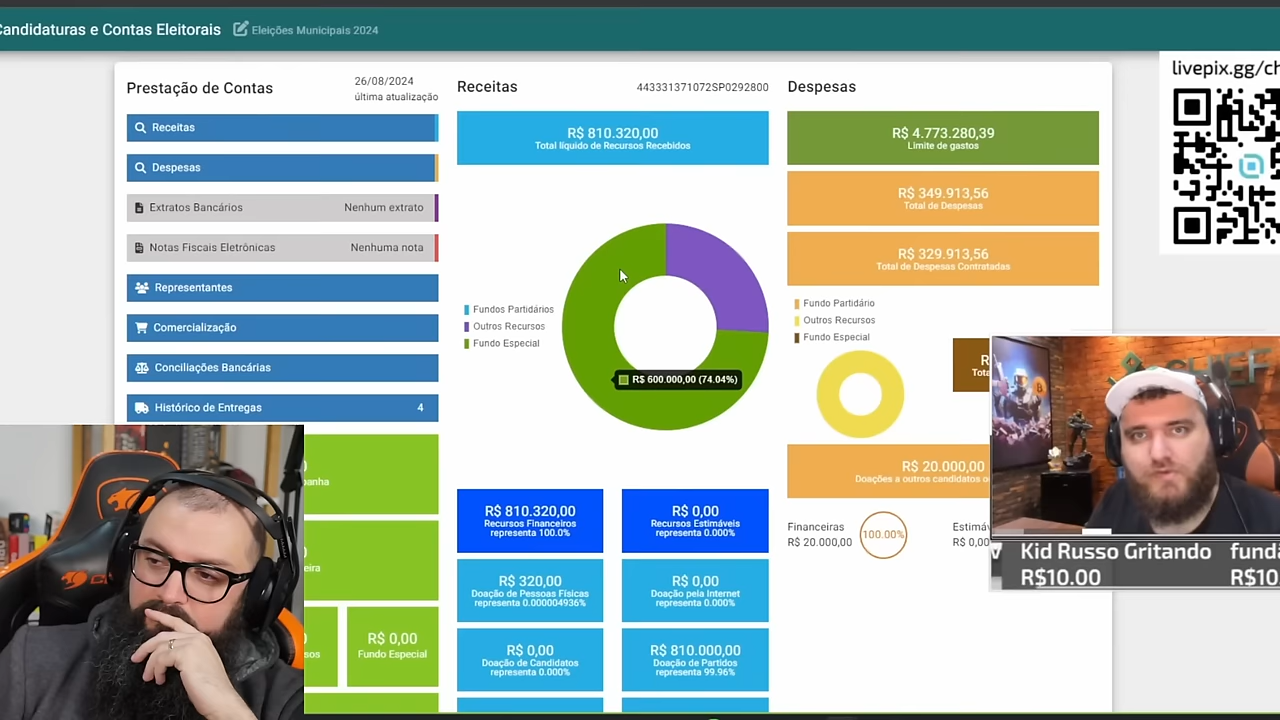 Candidaturas e Contas Eleitorais
Eleições Municipais 2024
livepix.gg/ch
Prestação de Contas
26/08/2024
última atualização
Receitas
Despesas
Extratos Bancários
Nenhum extrato
Notas Fiscais Eletrônicas
Nenhuma nota
Representantes
Comercialização
Conciliações Bancárias
Histórico de Entregas
4
R$ 0,00
Fundo Especial
Receitas
443331371072SP0292800
R$ 810.320,00
Total líquido de Recursos Recebidos
Fundos Partidários
Outros Recursos
Fundo Especial
R$ 600.000,00 (74.04%)
R$ 810.320,00
Recursos Financeiros
representa 100.0%
R$ 0,00
Recursos Estimáveis
representa 0.000%
R$ 320,00
Doação de Pessoas Físicas
representa 0.000004936%
R$ 0,00
Doação pela Internet
representa 0.000%
R$ 0,00
Doação de Candidatos
representa 0.000%
R$ 810.000,00
Doação de Partidos
representa 99.96%
Despesas
R$ 4.773.280,39
Limite de gastos
R$ 349.913,56
Total de Despesas
R$ 329.913,56
Total de Despesas Contratadas
Fundo Partidário
Outros Recursos
Fundo Especial
R$ 20.000,00
Doações a outros candidatos o
Financeiras
R$ 20.000,00
100.00%
R$ 0,00
CHEF
Kid Russo Gritando
R$10.00